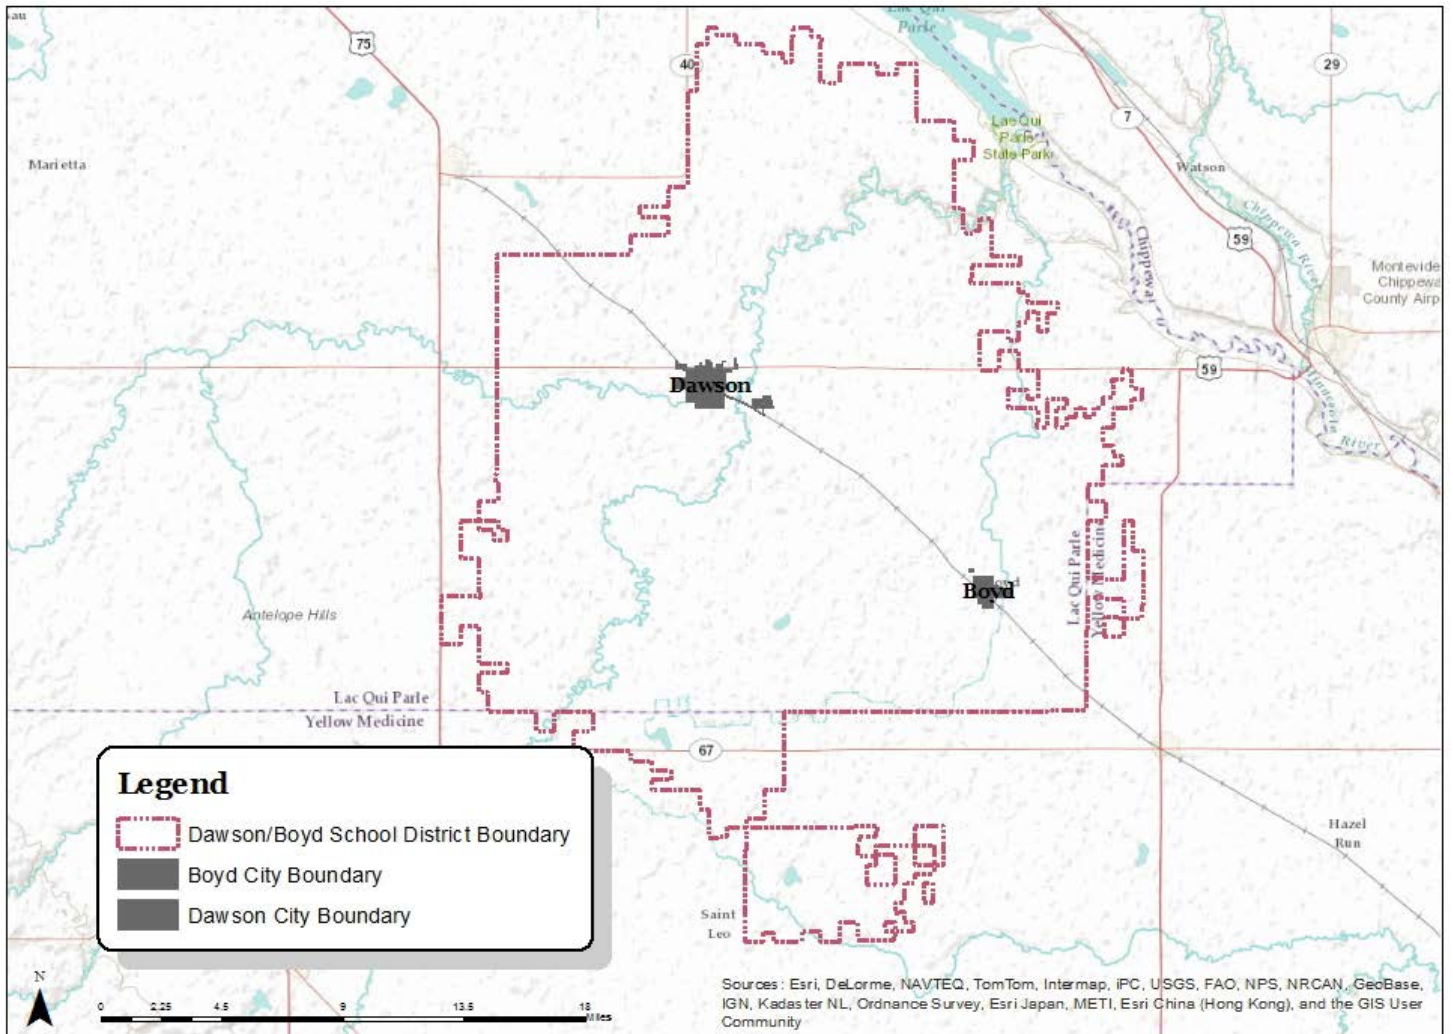 Lac Qui
Parle
75
40
29
Lac Qui
Parle
State Park
7
Marietta
Watson
Chippewa River
59
Chippewa
Montevide
Chippewa
County Airp
59
Dawson
Minnesota
River
Lac Qui Parle
Yellow Medicine
Boyd
Antelope Hills
Lac Qui Parle
Yellow Medicine
67
Legend
Dawson/Boyd School District Boundary
Boyd City Boundary
Dawson City Boundary
Hazel
Run
Saint
Leo
N
0 2.25 4.5 9 13.5 18
Miles
Sources: Esri, DeLorme, NAVTEQ, TomTom, Intermap, iPC, USGS, FAO, NPS, NRCAN, GeoBase,
IGN, Kadaster NL, Ordnance Survey, Esri Japan, METI, Esri China (Hong Kong), and the GIS User
Community